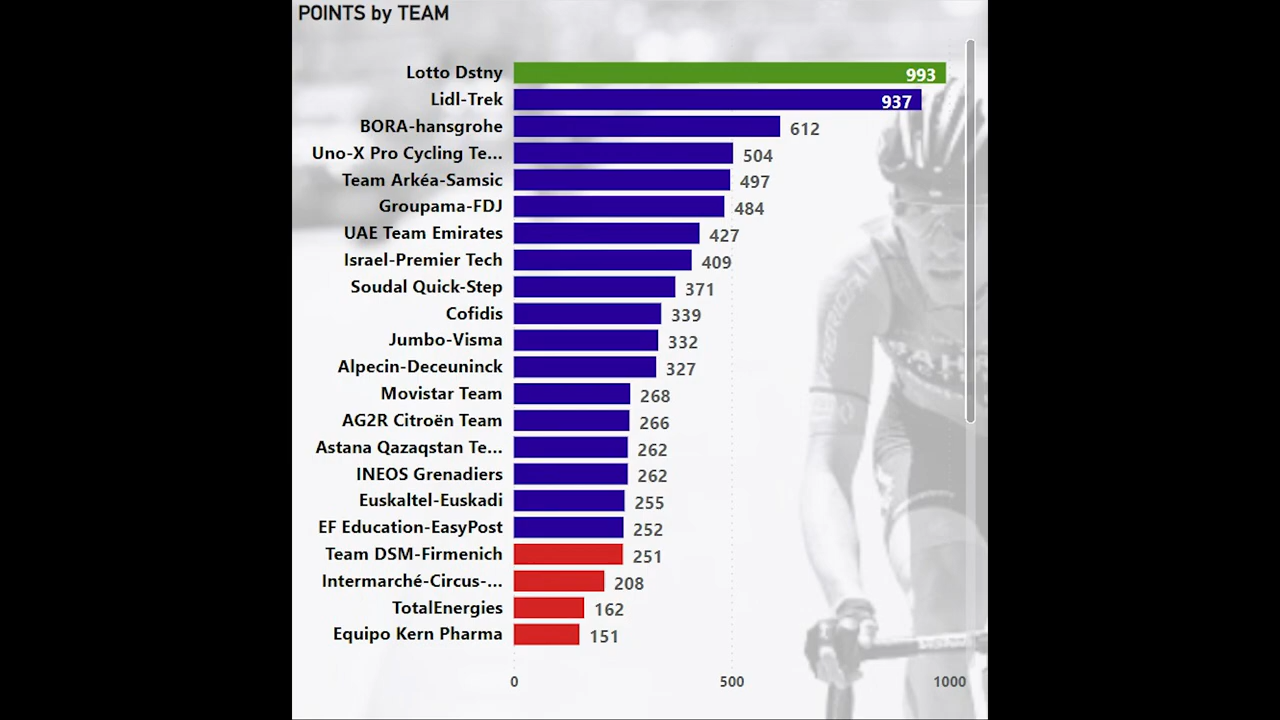 POINTS by TEAM
Lotto Dstny 993
Lidl-Trek 937
BORA-hansgrohe 612
Uno-X Pro Cycling Te... 504
Team Arkéa-Samsic 497
Groupama-FDJ 484
UAE Team Emirates 427
Israel-Premier Tech 409
Soudal Quick-Step 371
Cofidis 339
Jumbo-Visma 332
Alpecin-Deceuninck 327
Movistar Team 268
AG2R Citroën Team 266
Astana Qazaqstan Te... 262
INEOS Grenadiers 262
Euskaltel-Euskadi 255
EF Education-EasyPost 252
Team DSM-Firmenich 251
Intermarché-Circus-... 208
TotalEnergies 162
Equipo Kern Pharma 151
0 500 1000
MERIDA